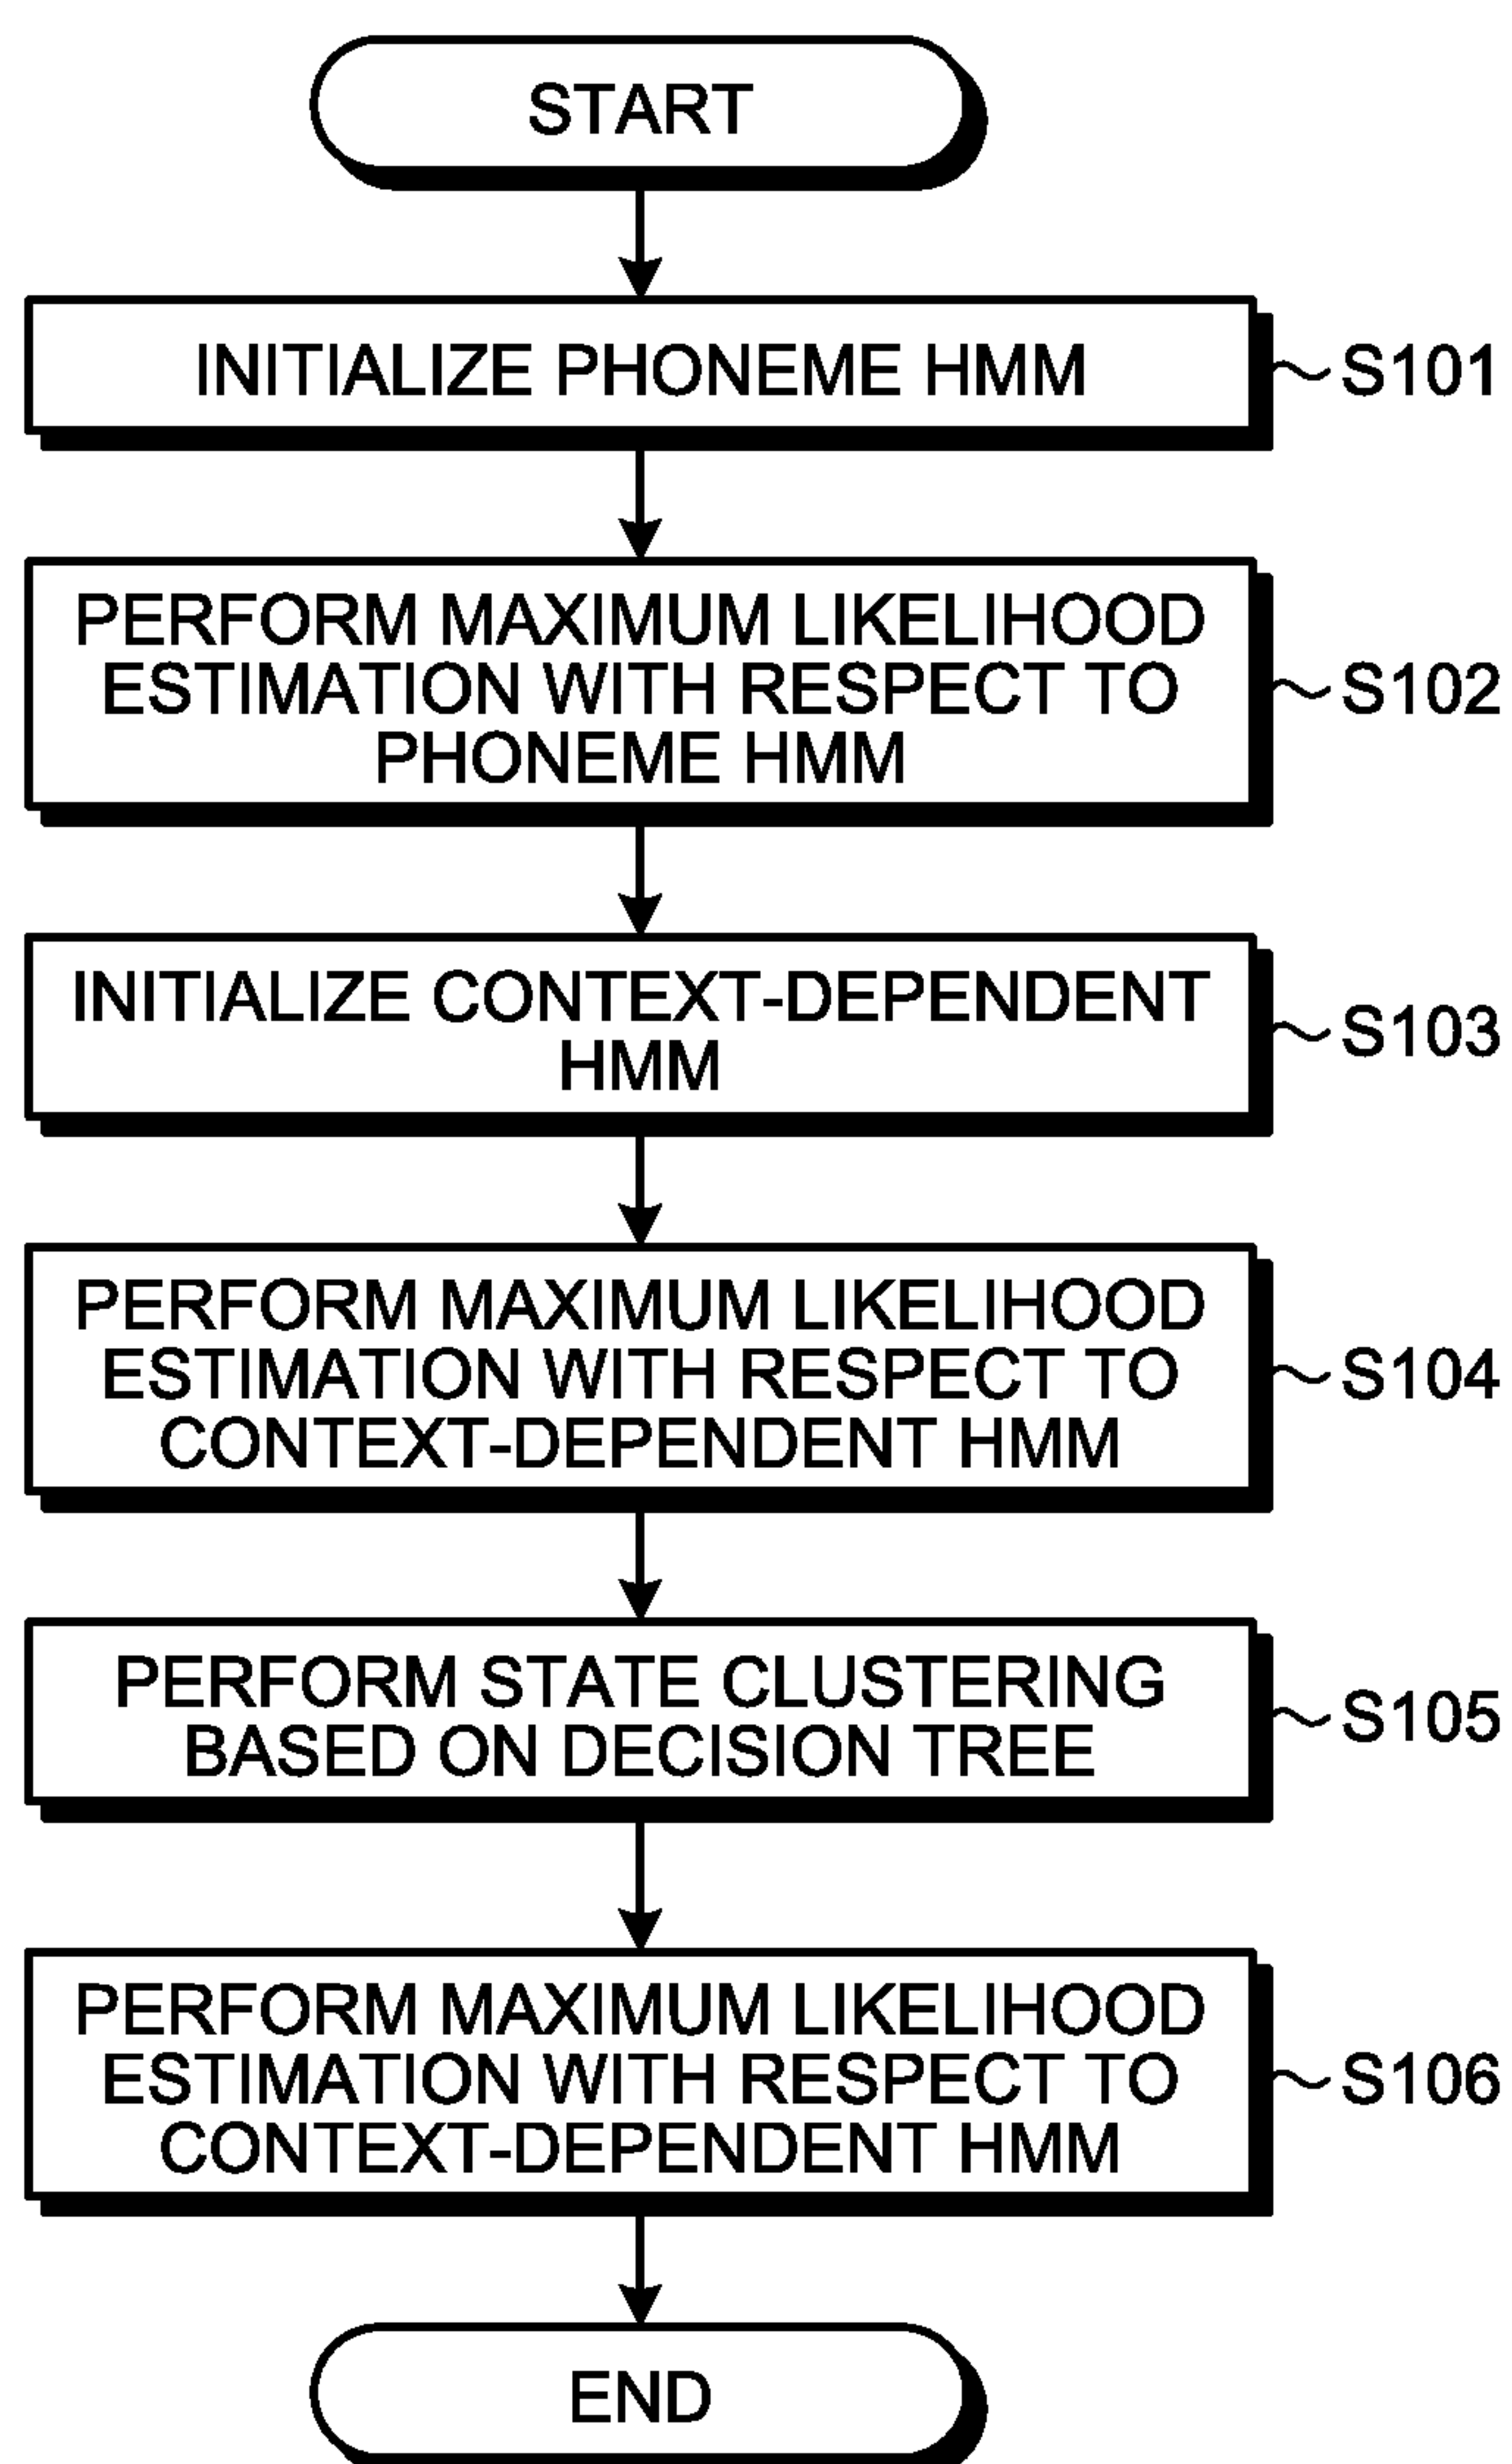 START
INITIALIZE PHONEME HMM
S101
PERFORM MAXIMUM LIKELIHOOD
ESTIMATION WITH RESPECT TO
PHONEME HMM
S102
INITIALIZE CONTEXT-DEPENDENT
HMM
S103
PERFORM MAXIMUM LIKELIHOOD
ESTIMATION WITH RESPECT TO
CONTEXT-DEPENDENT HMM
S104
PERFORM STATE CLUSTERING
BASED ON DECISION TREE
S105
PERFORM MAXIMUM LIKELIHOOD
ESTIMATION WITH RESPECT TO
CONTEXT-DEPENDENT HMM
S106
END